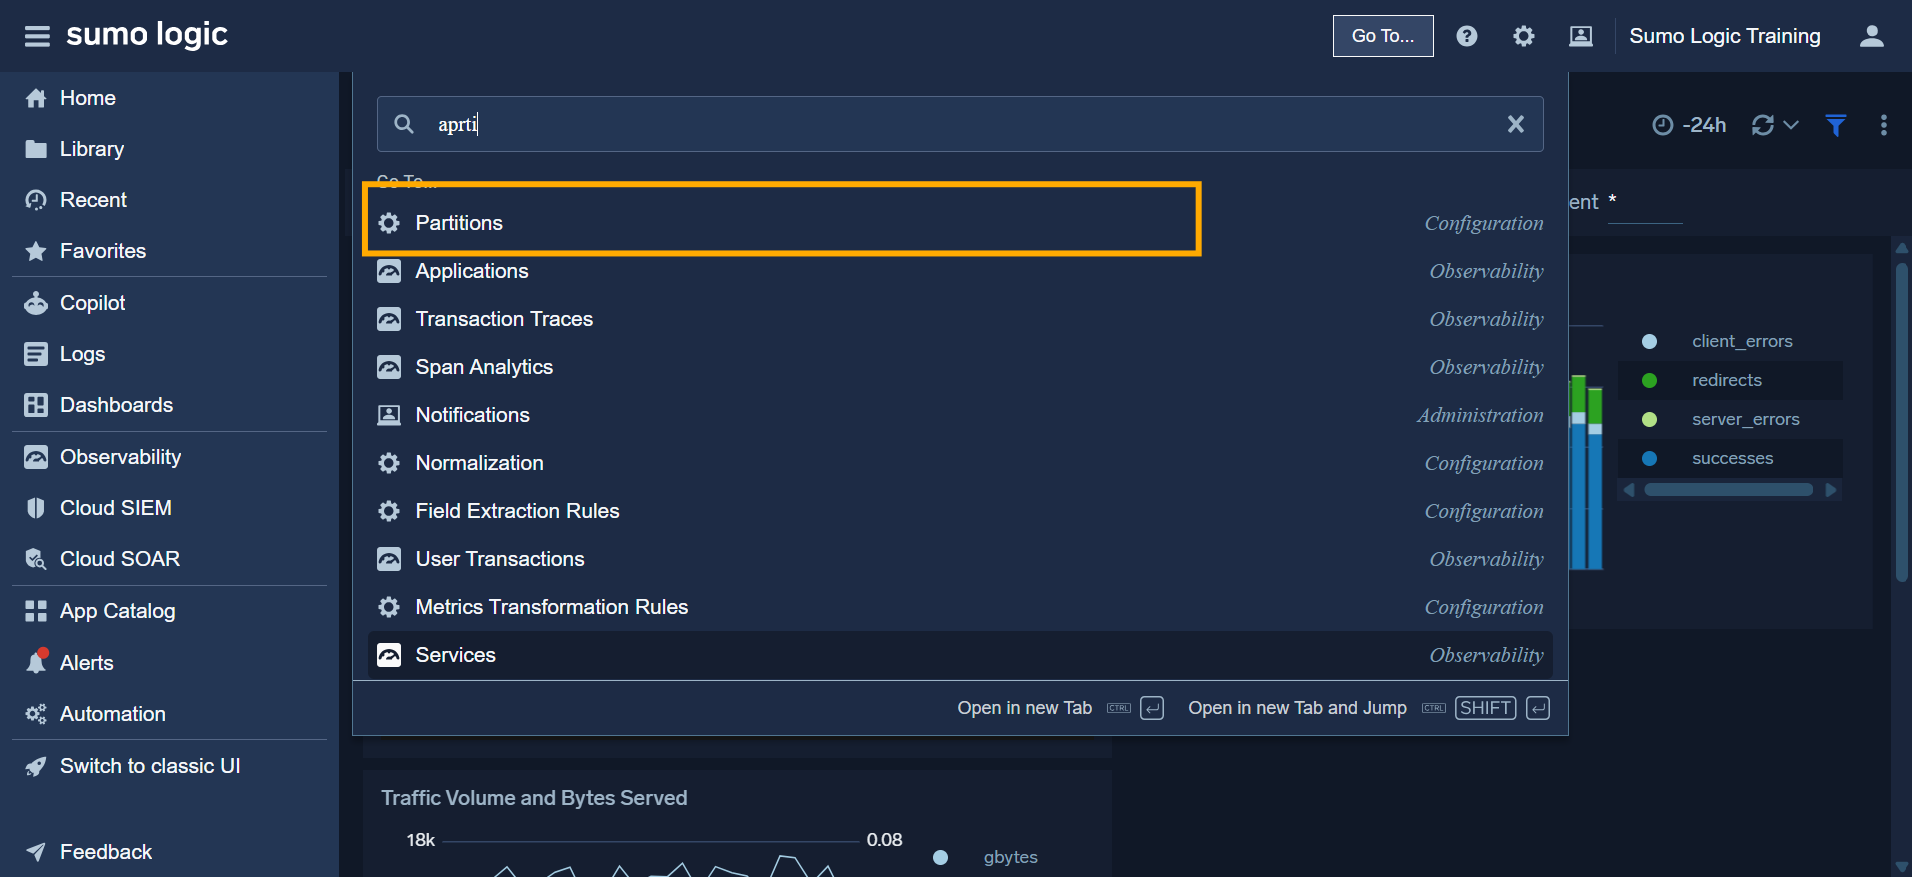 sumo logic
Go To...
Sumo Logic Training
Home
Library
Recent
Favorites
Copilot
Logs
Dashboards
Observability
Cloud SIEM
Cloud SOAR
App Catalog
Alerts
Automation
Switch to classic UI
Feedback
aprti
Go To...
Partitions Configuration
Applications Observability
Transaction Traces Observability
Span Analytics Observability
Notifications Administration
Normalization Configuration
Field Extraction Rules Configuration
User Transactions Observability
Metrics Transformation Rules Configuration
Services Observability
Open in new Tab CTRL Open in new Tab and Jump CTRL SHIFT
-24h
ent *
client_errors
redirects
server_errors
successes
Traffic Volume and Bytes Served
18k 0.08
gbytes